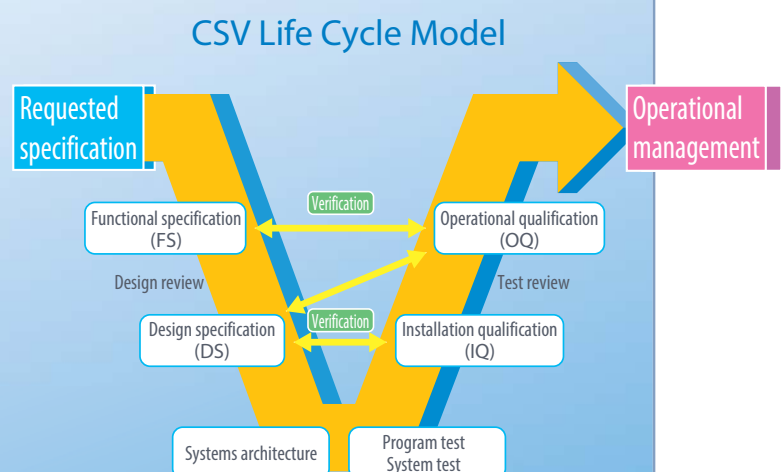 CSV Life Cycle Model
Requested
specification
Operational
management
Verification
Functional specification
(FS)
Operational qualification
(OQ)
Design review
Test review
Verification
Design specification
(DS)
Installation qualification
(IQ)
Systems architecture
Program test
System test